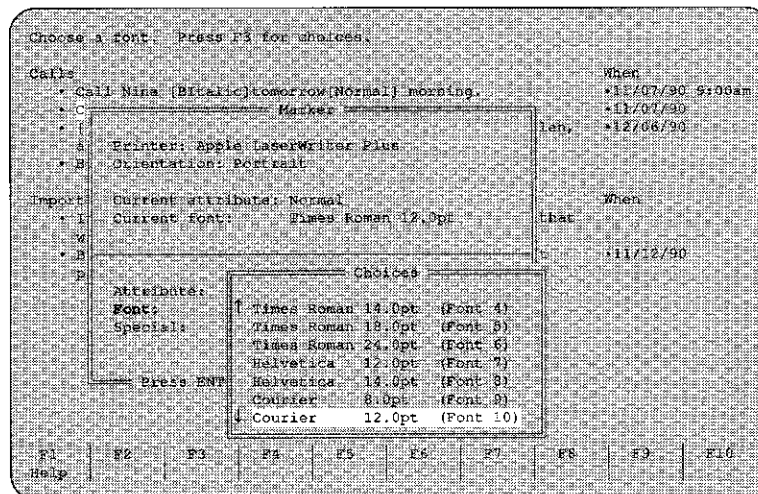 Choose a font. Press F3 for choices.
Calls When
• Call Nina [BItalic]tomorrow[Normal] morning. •11/07/90 9:00am
• C Marker •11/07/90
• len, •12/06/90
a Printer: Apple LaserWriter Plus
• B Orientation: Portrait
Import Current attribute: Normal When
• I Current font: Times Roman 12.0pt that
w
• B •11/12/90
p Choices
Attribute:
Font: ↑ Times Roman 14.0pt (Font 4)
Special: Times Roman 18.0pt (Font 5)
Times Roman 24.0pt (Font 6)
Helvetica 12.0pt (Font 7)
Press ENT Helvetica 14.0pt (Font 8)
Courier 8.0pt (Font 9)
↓ Courier 12.0pt (Font 10)
F1 F2 F3 F4 F5 F6 F7 F8 F9 F10
Help